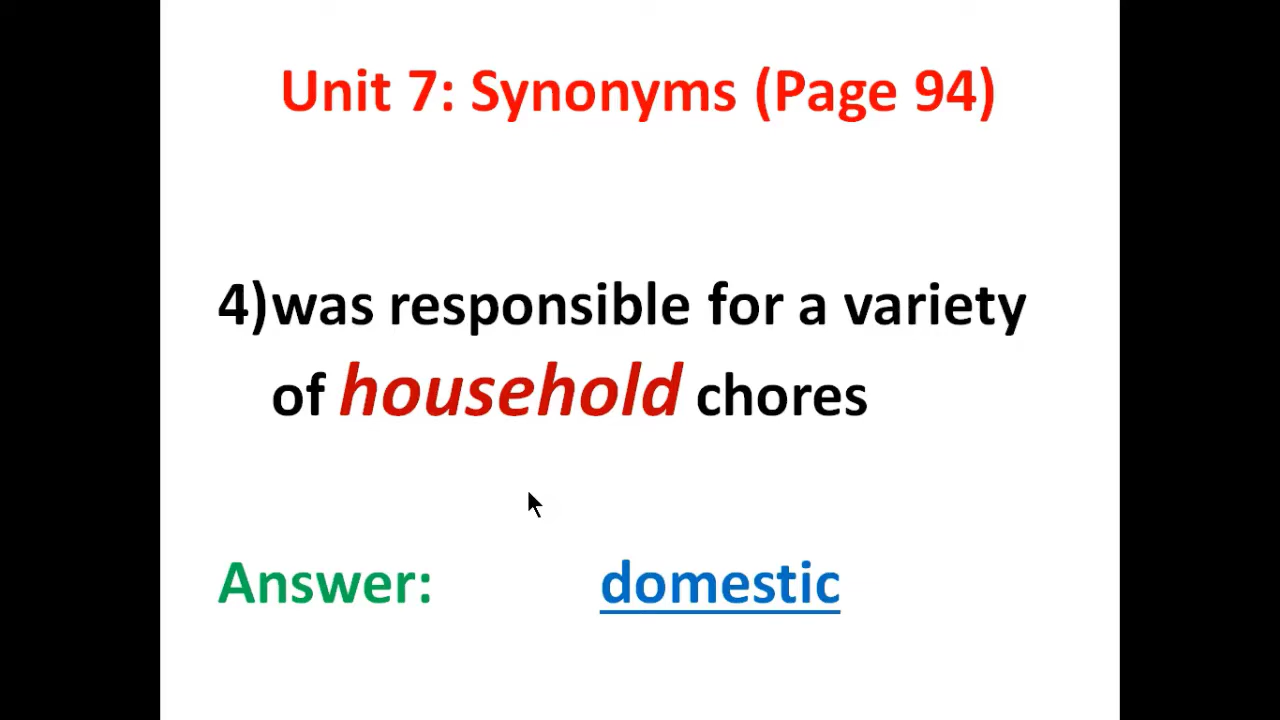 Unit 7: Synonyms (Page 94)
4)was responsible for a variety
of household chores
Answer: domestic